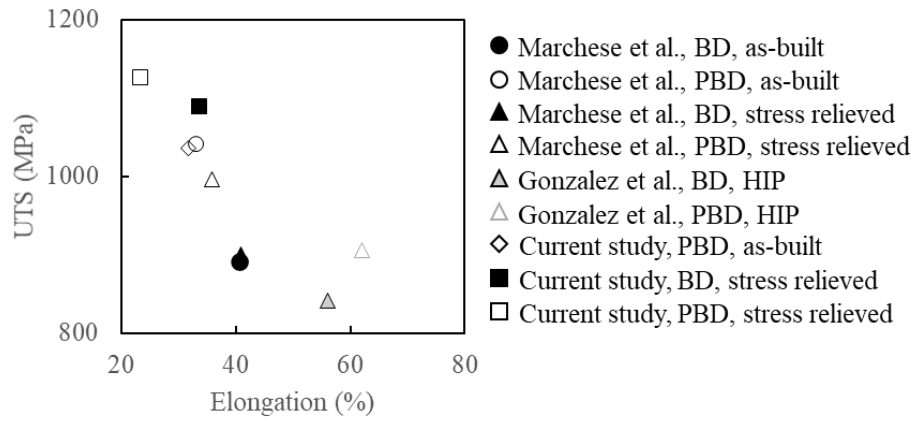 1200
1000
800
UTS (MPa)
20 40 60 80
Elongation (%)
Marchese et al., BD, as-built
Marchese et al., PBD, as-built
Marchese et al., BD, stress relieved
Marchese et al., PBD, stress relieved
Gonzalez et al., BD, HIP
Gonzalez et al., PBD, HIP
Current study, PBD, as-built
Current study, BD, stress relieved
Current study, PBD, stress relieved